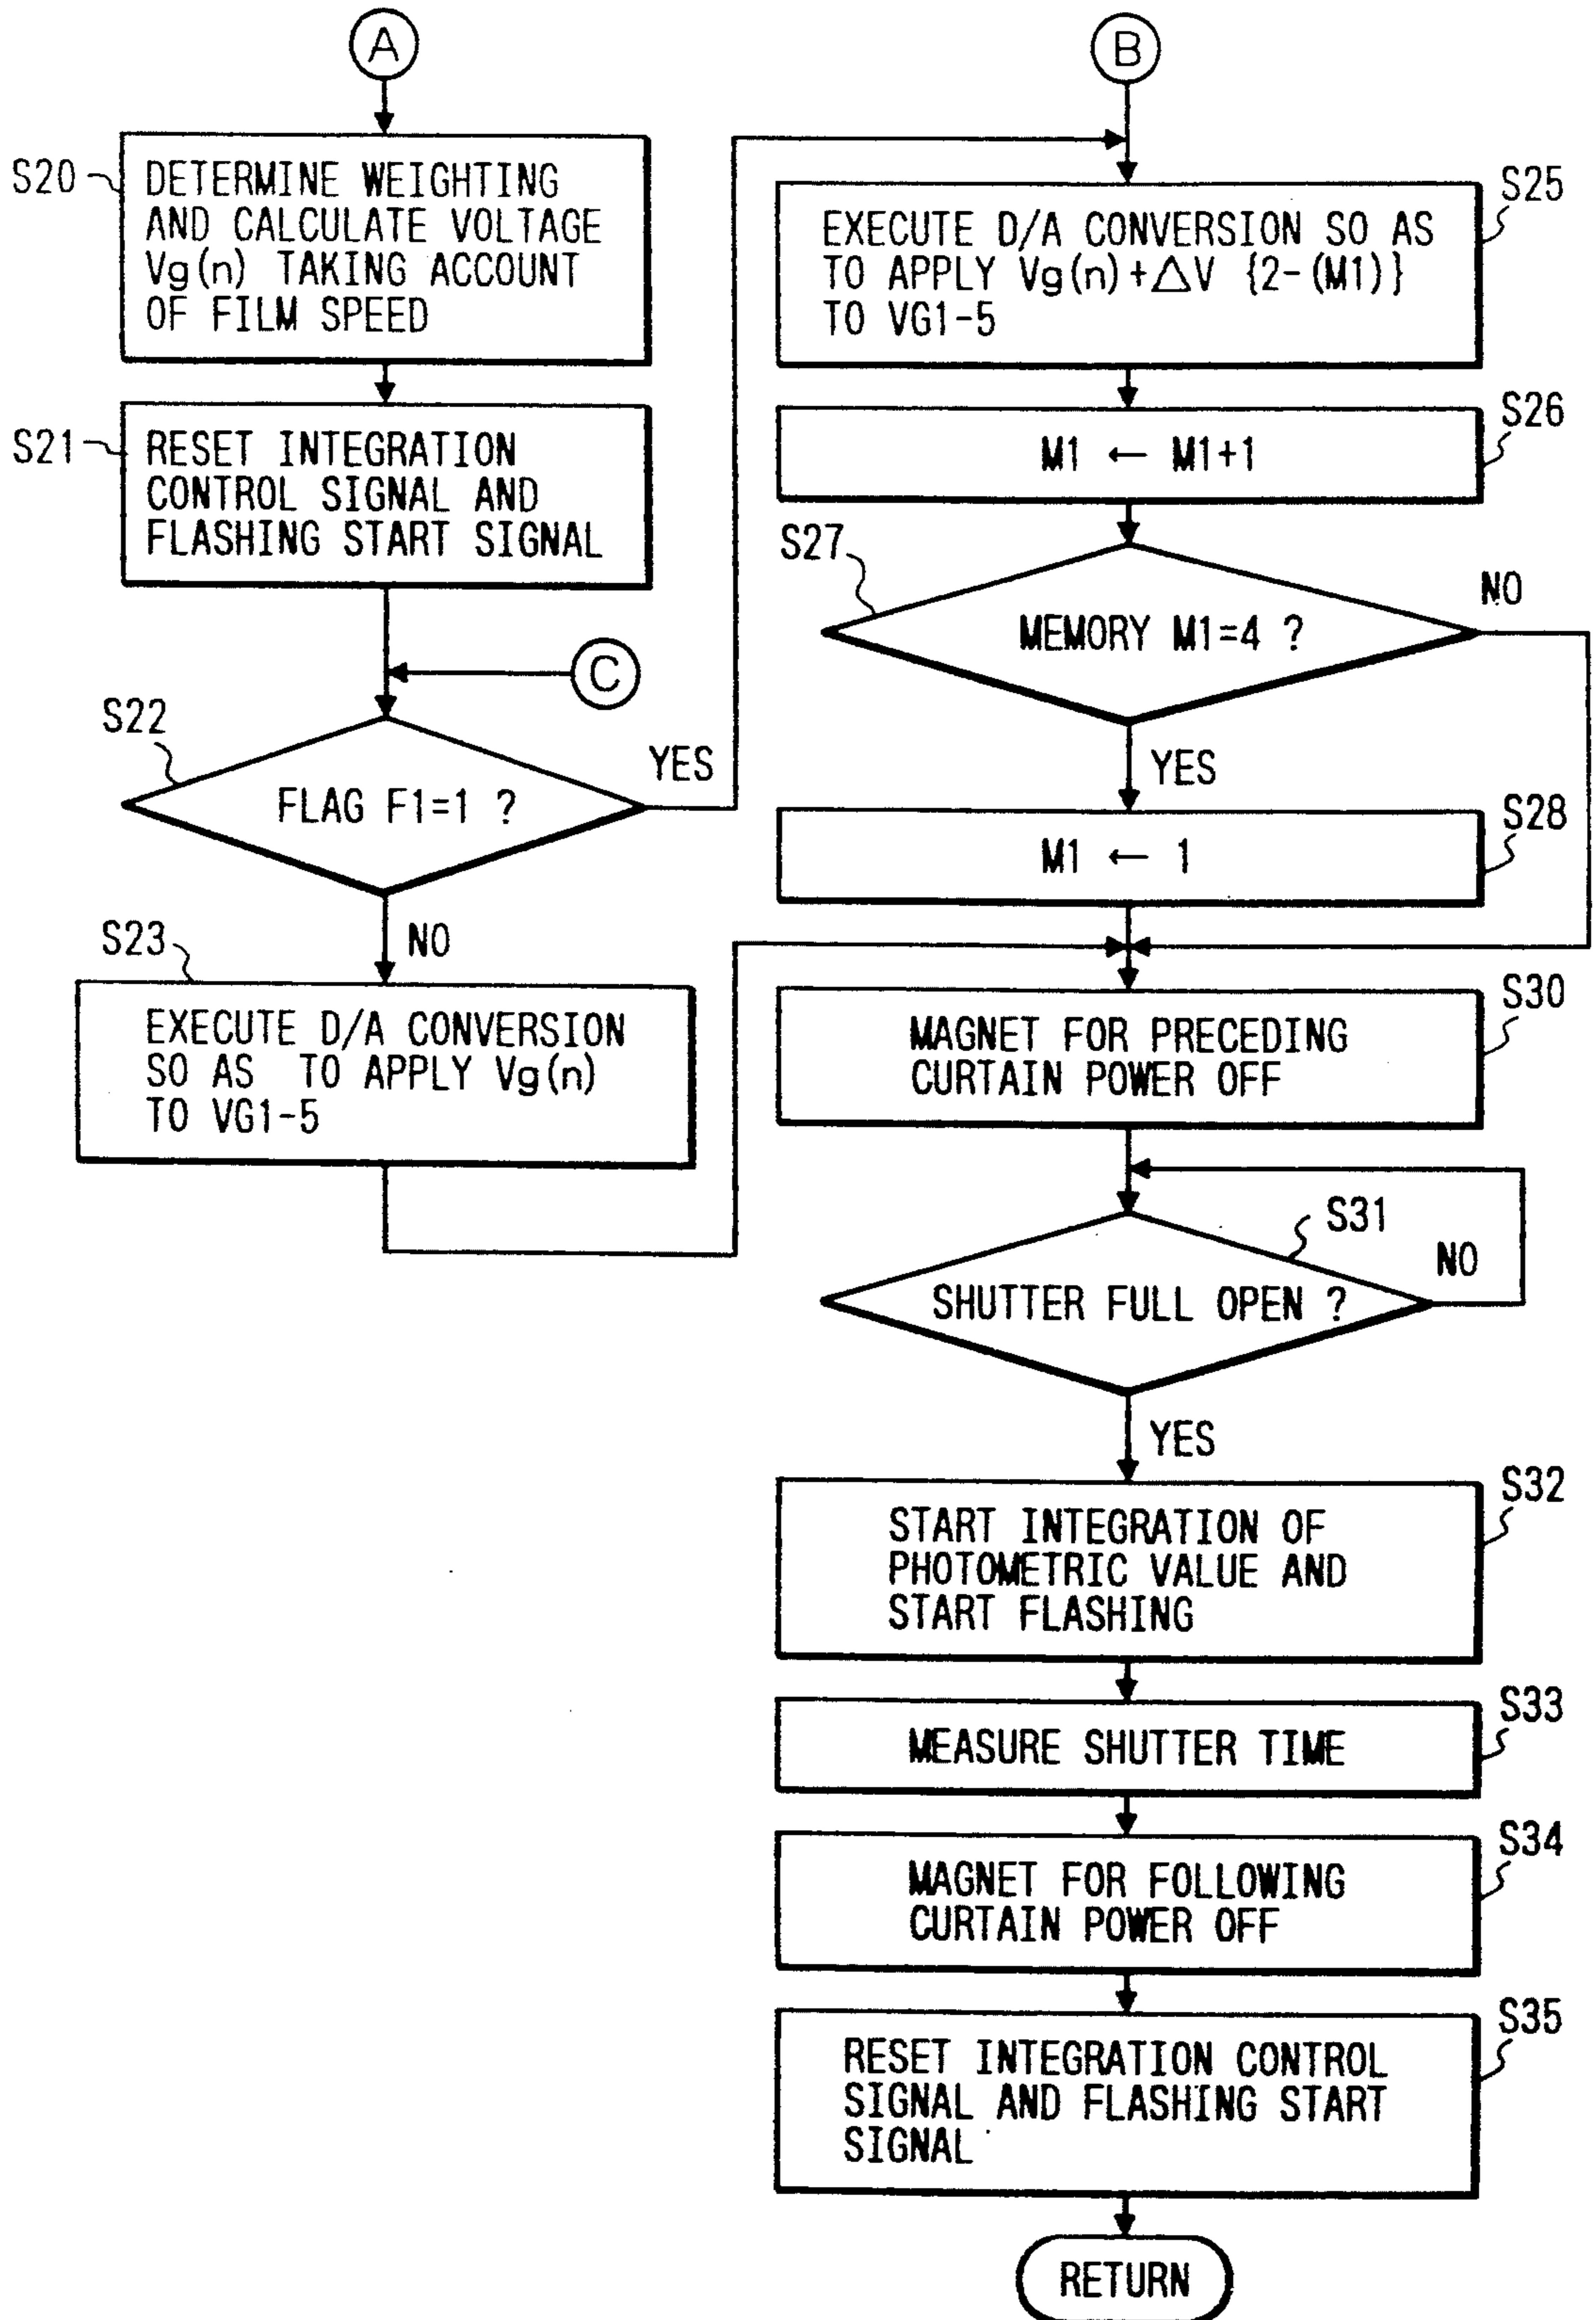 A
S20
DETERMINE WEIGHTING
AND CALCULATE VOLTAGE
Vg(n) TAKING ACCOUNT
OF FILM SPEED
S21
RESET INTEGRATION
CONTROL SIGNAL AND
FLASHING START SIGNAL
C
S22
FLAG F1=1 ?
YES
NO
S23
EXECUTE D/A CONVERSION
SO AS TO APPLY Vg(n)
TO VG1-5
B
S25
EXECUTE D/A CONVERSION SO AS
TO APPLY Vg(n)+△V {2-(M1)}
TO VG1-5
S26
M1 ← M1+1
S27
MEMORY M1=4 ?
NO
YES
S28
M1 ← 1
S30
MAGNET FOR PRECEDING
CURTAIN POWER OFF
S31
SHUTTER FULL OPEN ?
NO
YES
S32
START INTEGRATION OF
PHOTOMETRIC VALUE AND
START FLASHING
S33
MEASURE SHUTTER TIME
S34
MAGNET FOR FOLLOWING
CURTAIN POWER OFF
S35
RESET INTEGRATION CONTROL
SIGNAL AND FLASHING START
SIGNAL
RETURN